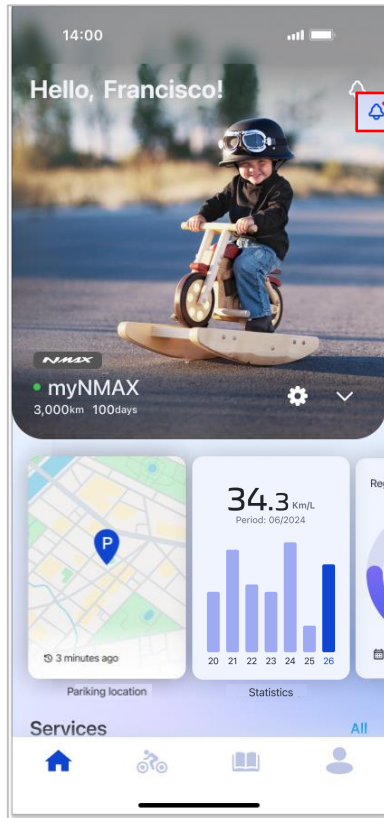 14:00
Hello, Francisco!
NMAX
myNMAX
3,000km 100days
P
34.3 Km/L
Period: 06/2024
20 21 22 23 24 25 26
3 minutes ago
Pariking location
Statistics
Services
All